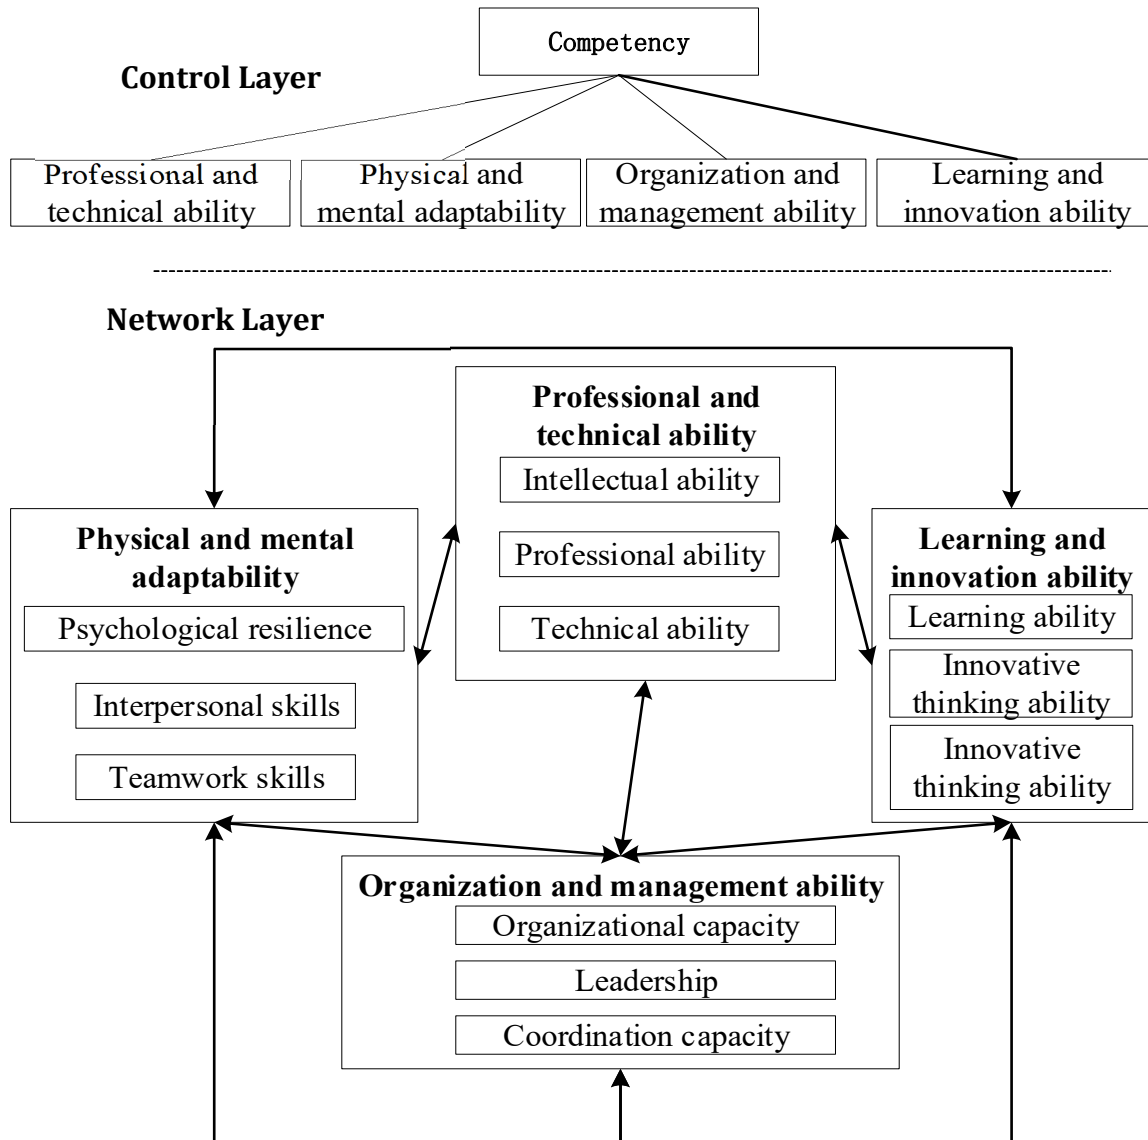 Competency
Control Layer
Professional and
technical ability
Physical and
mental adaptability
Organization and
management ability
Learning and
innovation ability
Network Layer
Professional and
technical ability
Intellectual ability
Professional ability
Technical ability
Physical and mental
adaptability
Psychological resilience
Interpersonal skills
Teamwork skills
Learning and
innovation ability
Learning ability
Innovative
thinking ability
Innovative
thinking ability
Organization and management ability
Organizational capacity
Leadership
Coordination capacity